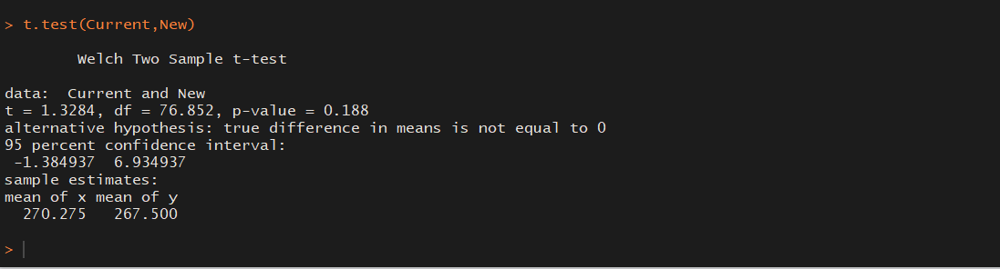 > t.test(Current,New)
Welch Two Sample t-test
data:  Current and New
t = 1.3284, df = 76.852, p-value = 0.188
alternative hypothesis: true difference in means is not equal to 0
95 percent confidence interval:
 -1.384937  6.934937
sample estimates:
mean of x mean of y
  270.275   267.500
>